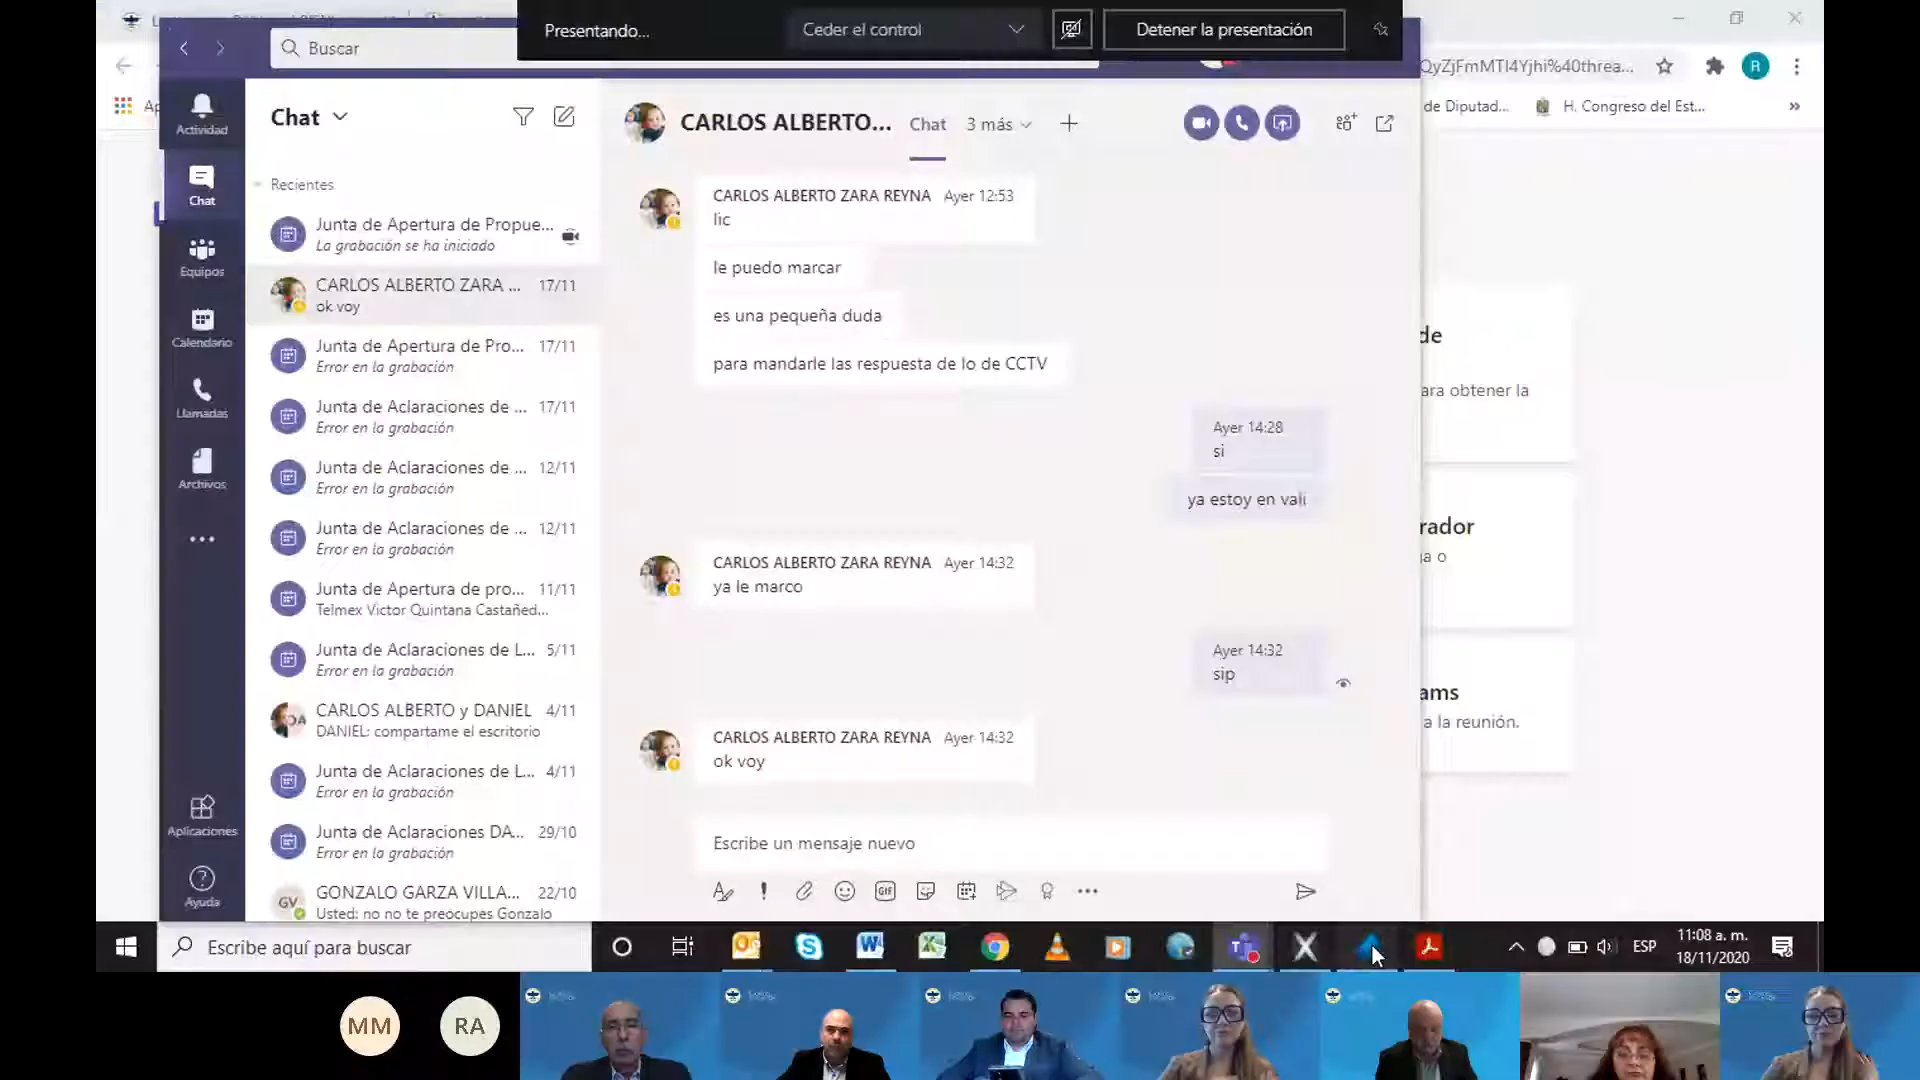 Presentando...
Ceder el control
Detener la presentación
Buscar
QyZjFmMTI4Yjhi%40threa...
R
de Diputad...
H. Congreso del Est...
»
Actividad
Chat
Equipos
Calendario
Llamadas
Archivos
Aplicaciones
Ayuda
Chat
Recientes
Junta de Apertura de Propue...
La grabación se ha iniciado
CARLOS ALBERTO ZARA ... 17/11
ok voy
Junta de Apertura de Pro... 17/11
Error en la grabación
Junta de Aclaraciones de ... 17/11
Error en la grabación
Junta de Aclaraciones de ... 12/11
Error en la grabación
Junta de Aclaraciones de ... 12/11
Error en la grabación
Junta de Apertura de pro... 11/11
Telmex Victor Quintana Castañed...
Junta de Aclaraciones de L... 5/11
Error en la grabación
CARLOS ALBERTO y DANIEL 4/11
DANIEL: compartame el escritorio
Junta de Aclaraciones de L... 4/11
Error en la grabación
Junta de Aclaraciones DA... 29/10
Error en la grabación
GV
GONZALO GARZA VILLA... 22/10
Usted: no no te preocupes Gonzalo
CARLOS ALBERTO... Chat 3 más
CARLOS ALBERTO ZARA REYNA Ayer 12:53
lic
le puedo marcar
es una pequeña duda
para mandarle las respuesta de lo de CCTV
Ayer 14:28
si
ya estoy en vali
CARLOS ALBERTO ZARA REYNA Ayer 14:32
ya le marco
Ayer 14:32
sip
CARLOS ALBERTO ZARA REYNA Ayer 14:32
ok voy
Escribe un mensaje nuevo
GIF
de
ara obtener la
rador
a o
ams
a la reunión.
Escribe aquí para buscar
ESP
11:08 a. m.
18/11/2020
MM
RA